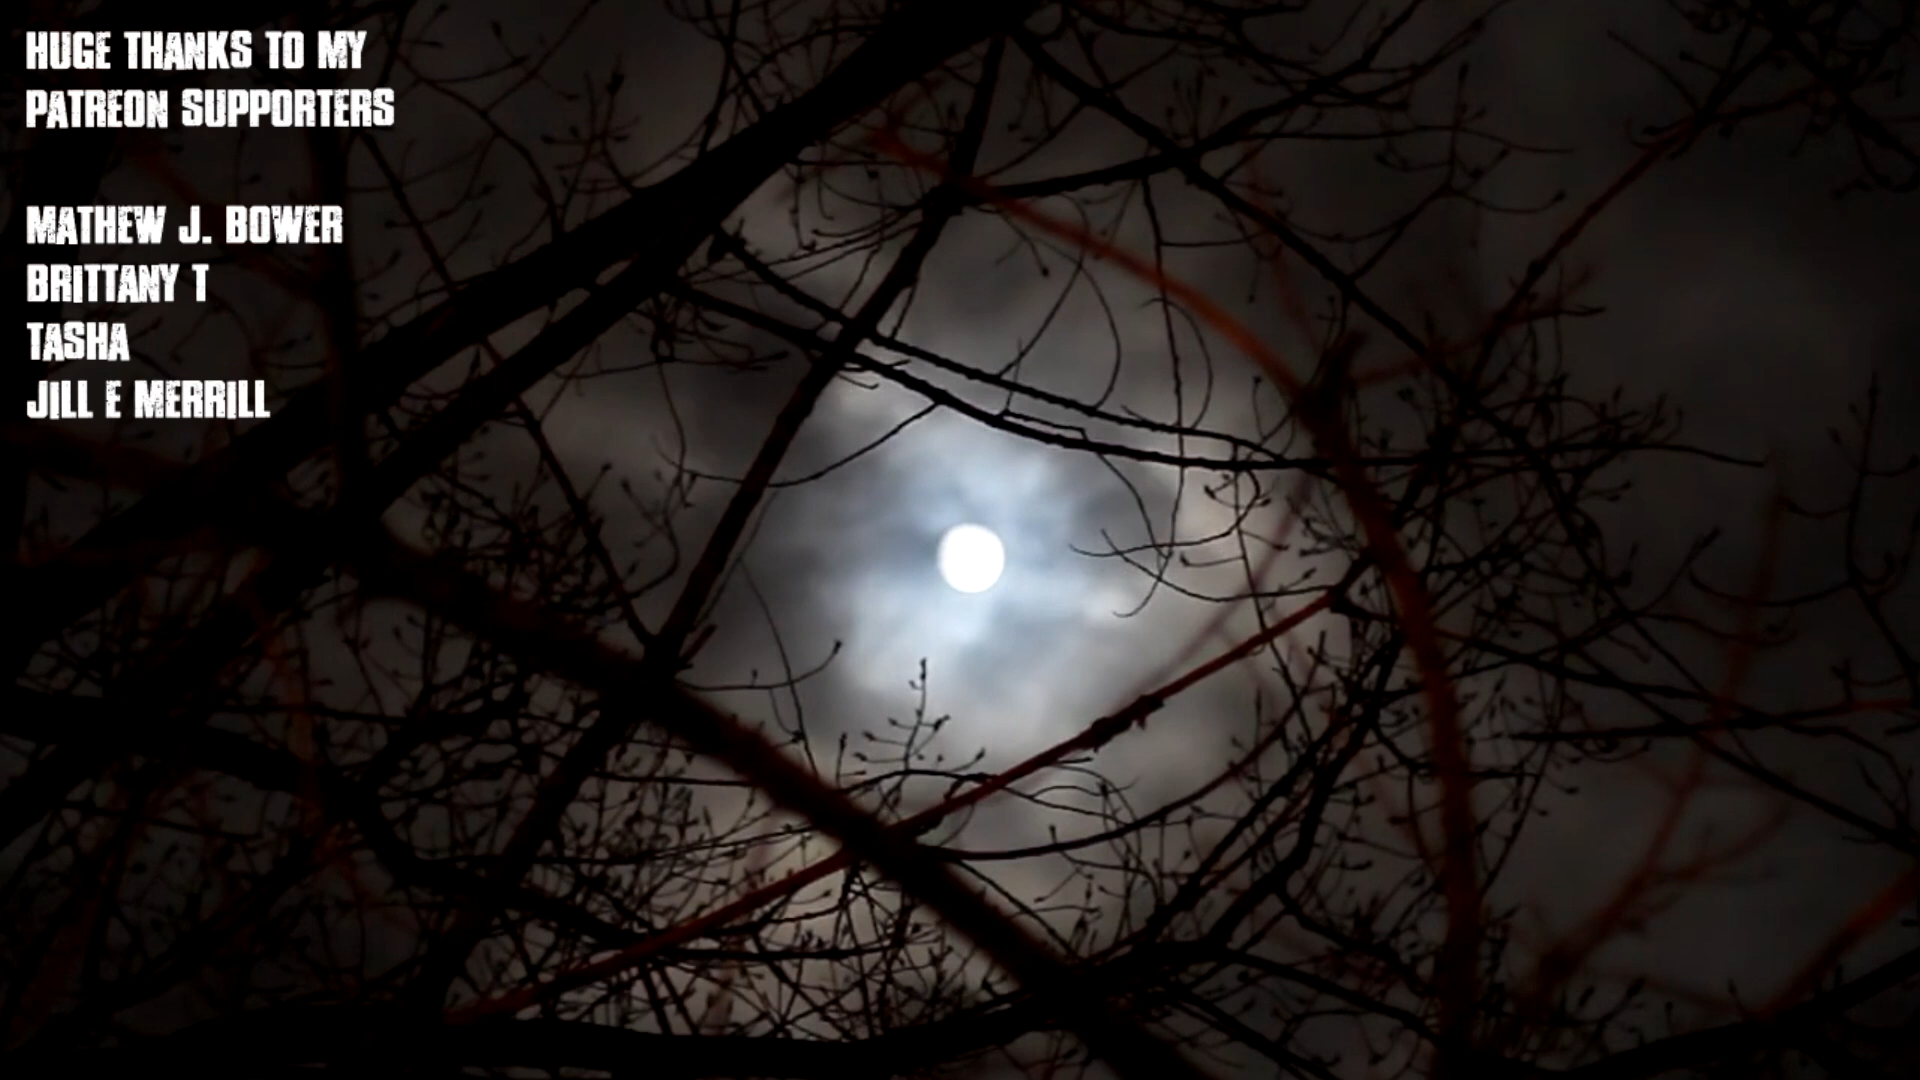 HUGE THANKS TO MY
PATREON SUPPORTERS
MATHEW J. BOWER
BRITTANY T
TASHA
JILL E MERRILL